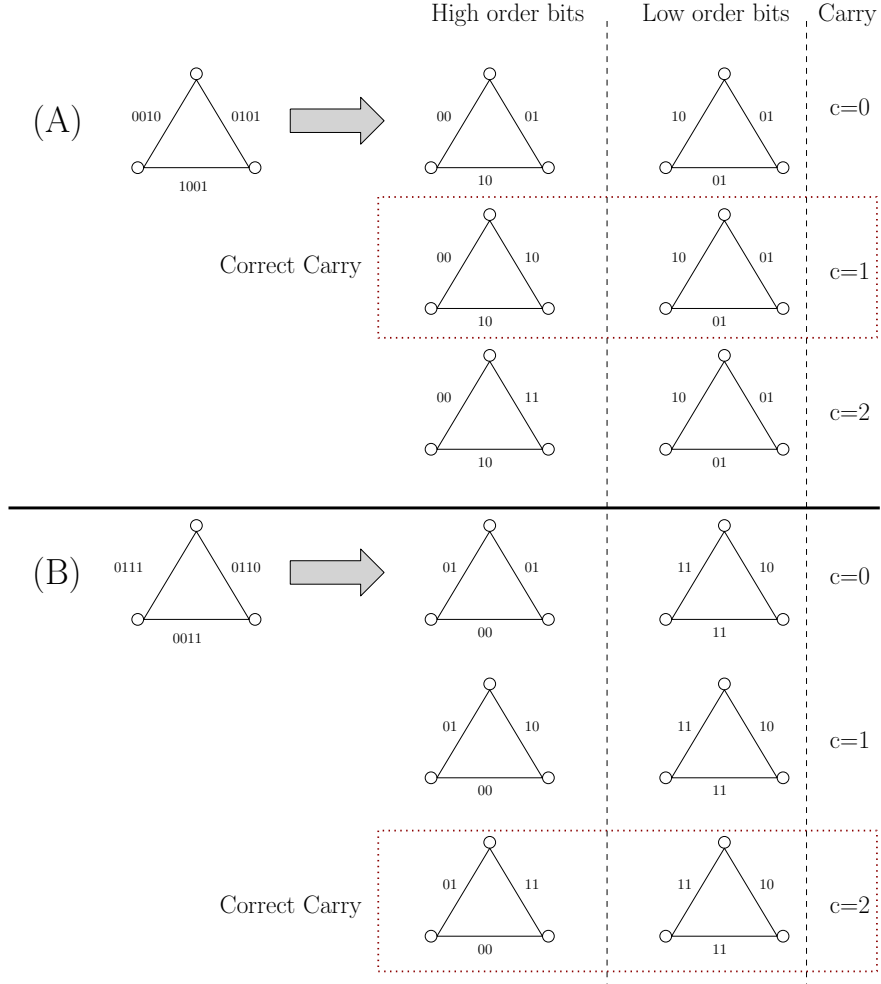 High order bits Low order bits Carry
(A) 0010 0101 00 01 10 01 c=0
1001 10 01
Correct Carry 00 10 10 01 c=1
10 01
00 11 10 01 c=2
10 01
(B) 0111 0110 01 01 11 10 c=0
0011 00 11
01 10 11 10 c=1
00 11
Correct Carry 01 11 11 10 c=2
00 11